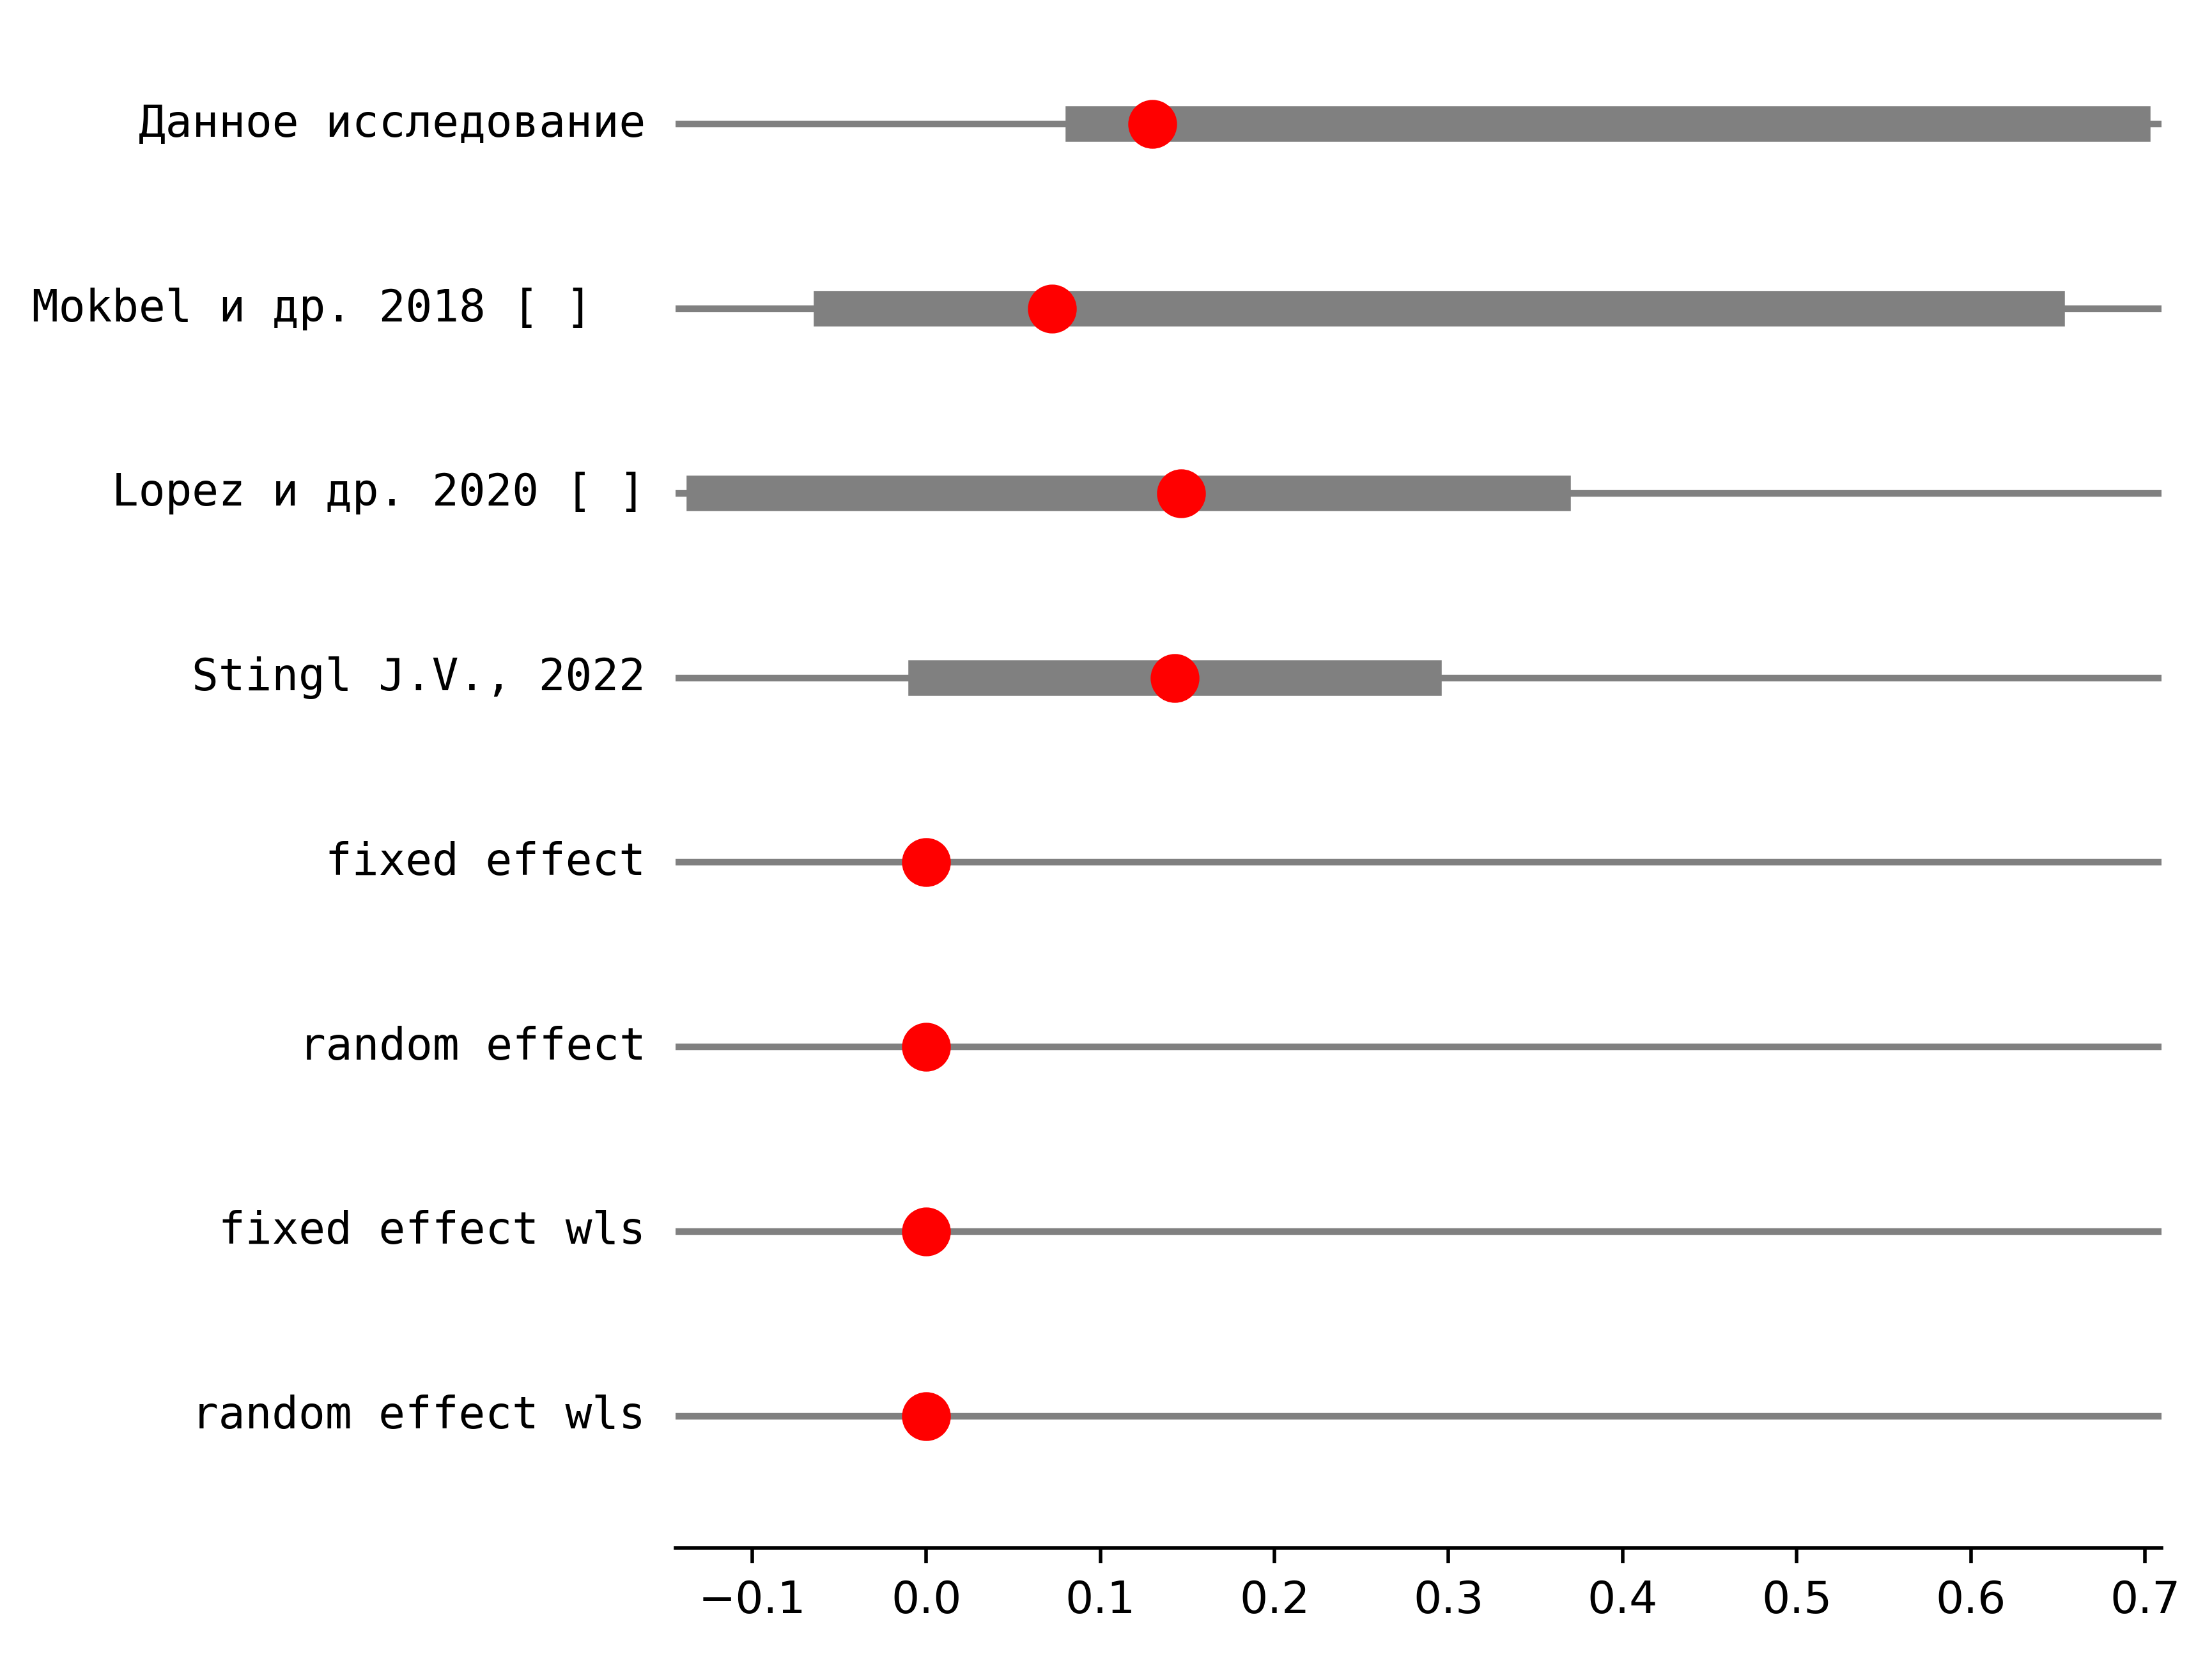 Данное исследование
Mokbel и др. 2018 [ ]
Lopez и др. 2020 [ ]
Stingl J.V., 2022
fixed effect
random effect
fixed effect wls
random effect wls
−0.1 0.0 0.1 0.2 0.3 0.4 0.5 0.6 0.7